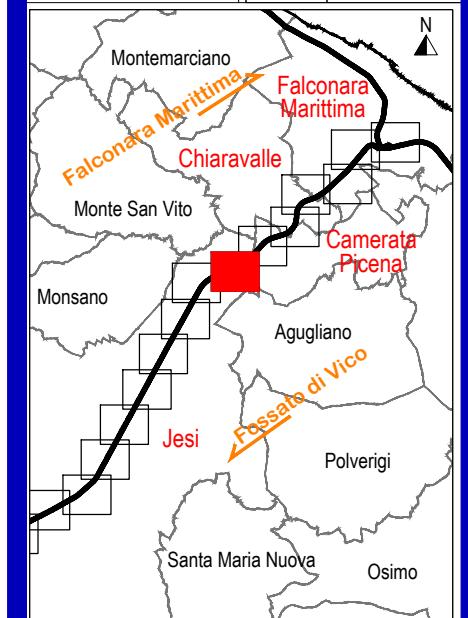 N
Montemarciano
Falconara
Marittima
Falconara Marittima
Chiaravalle
Monte San Vito
Camerata
Picena
Monsano
Agugliano
Fossato di Vico
Jesi
Polverigi
Santa Maria Nuova
Osimo